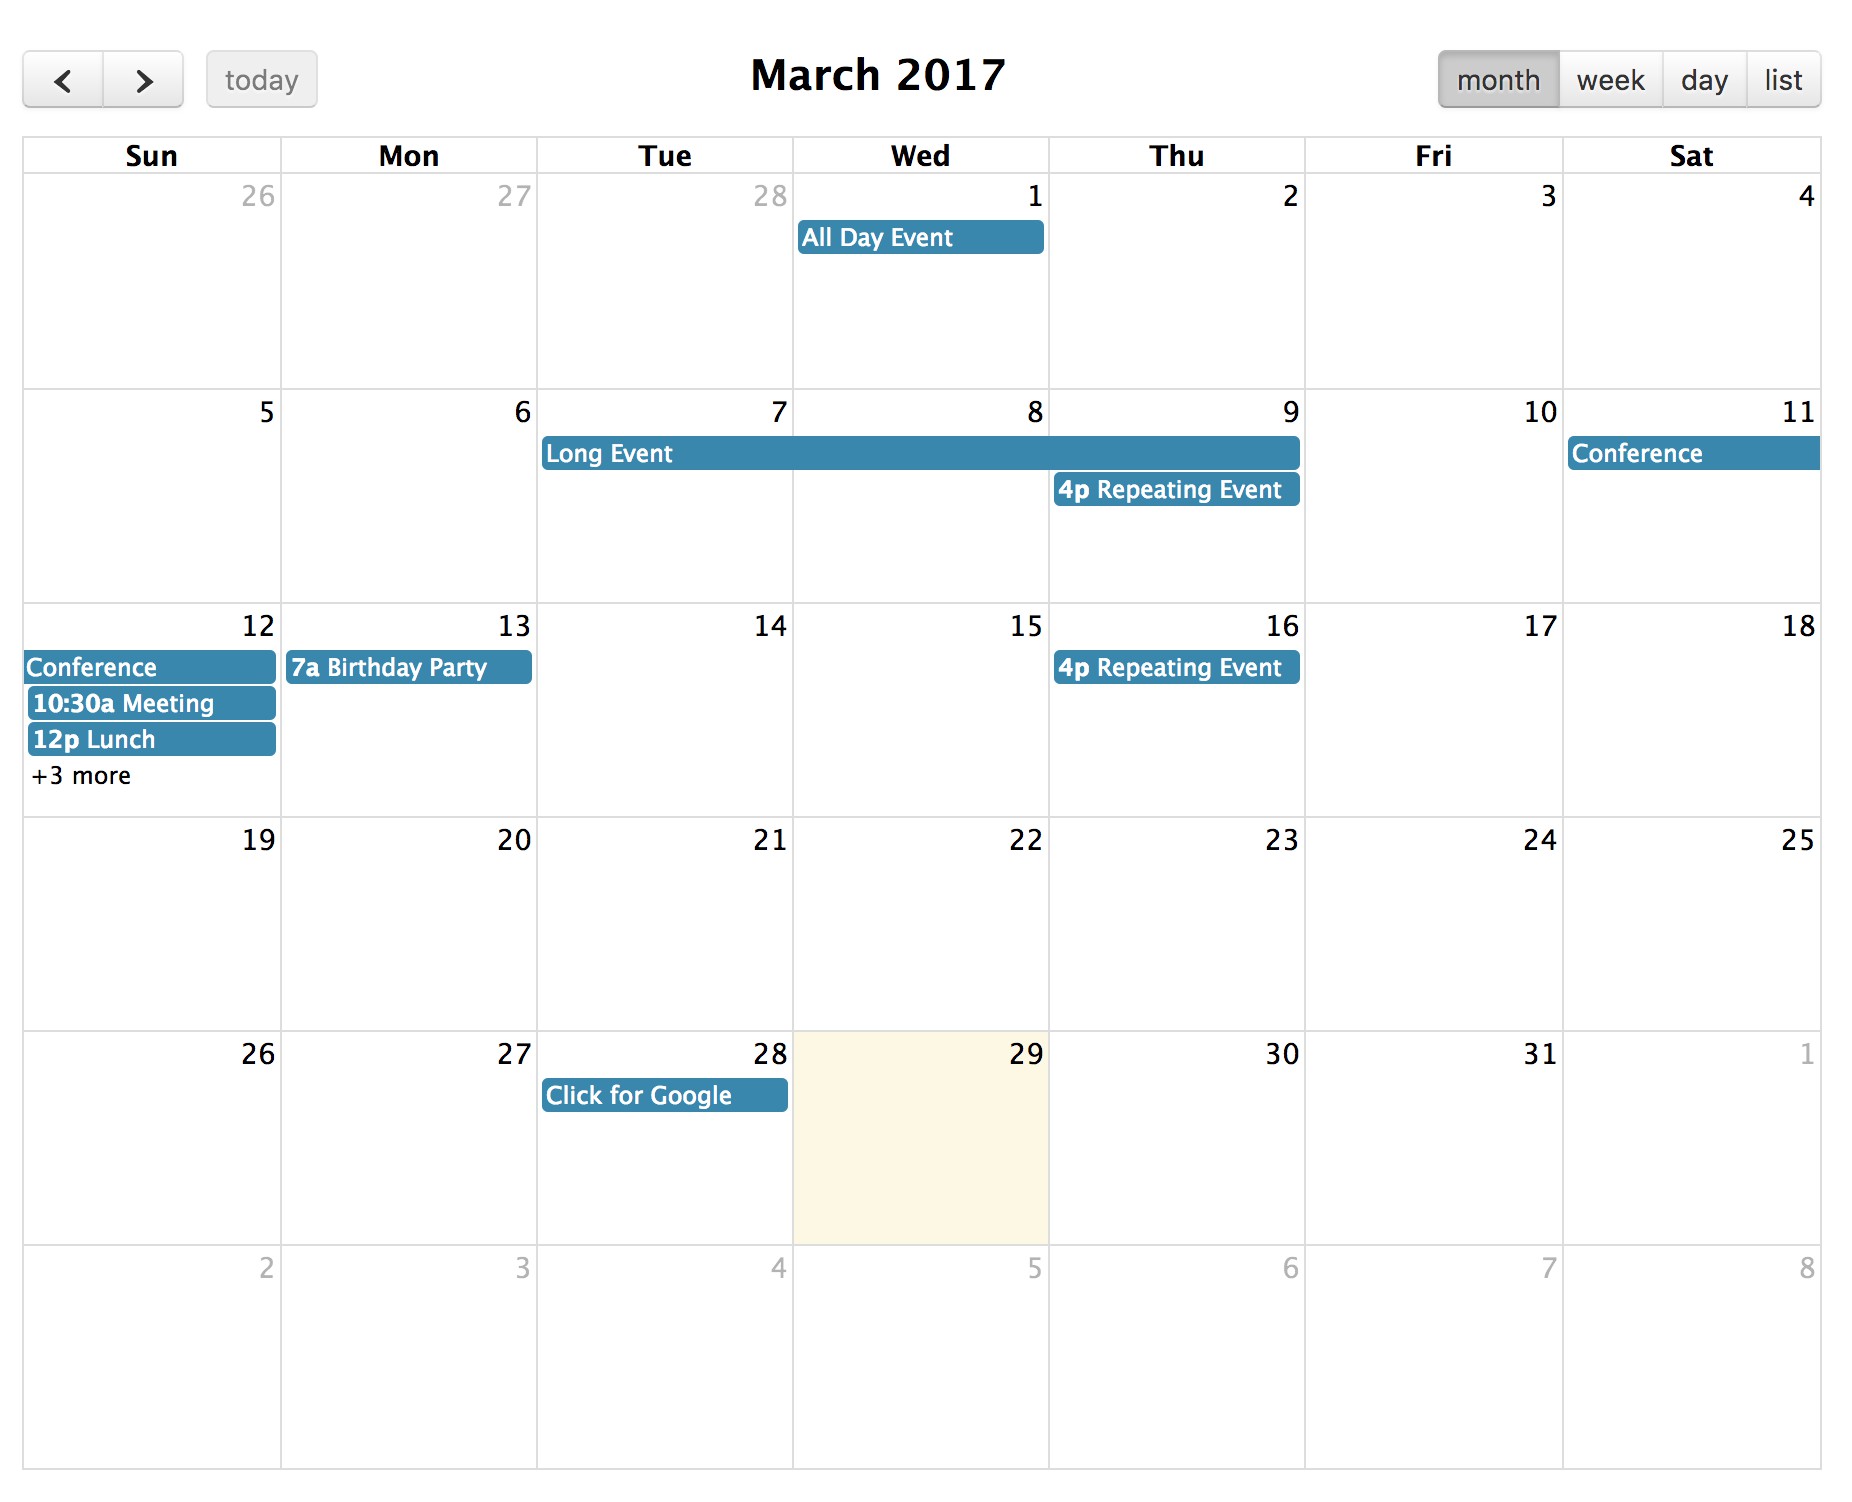 today March 2017 month week day list
Sun Mon Tue Wed Thu Fri Sat
26 27 28 1 2 3 4
All Day Event
5 6 7 8 9 10 11
Long Event Conference
4p Repeating Event
12 13 14 15 16 17 18
Conference 7a Birthday Party 4p Repeating Event
10:30a Meeting
12p Lunch
+3 more
19 20 21 22 23 24 25
26 27 28 29 30 31 1
Click for Google
2 3 4 5 6 7 8